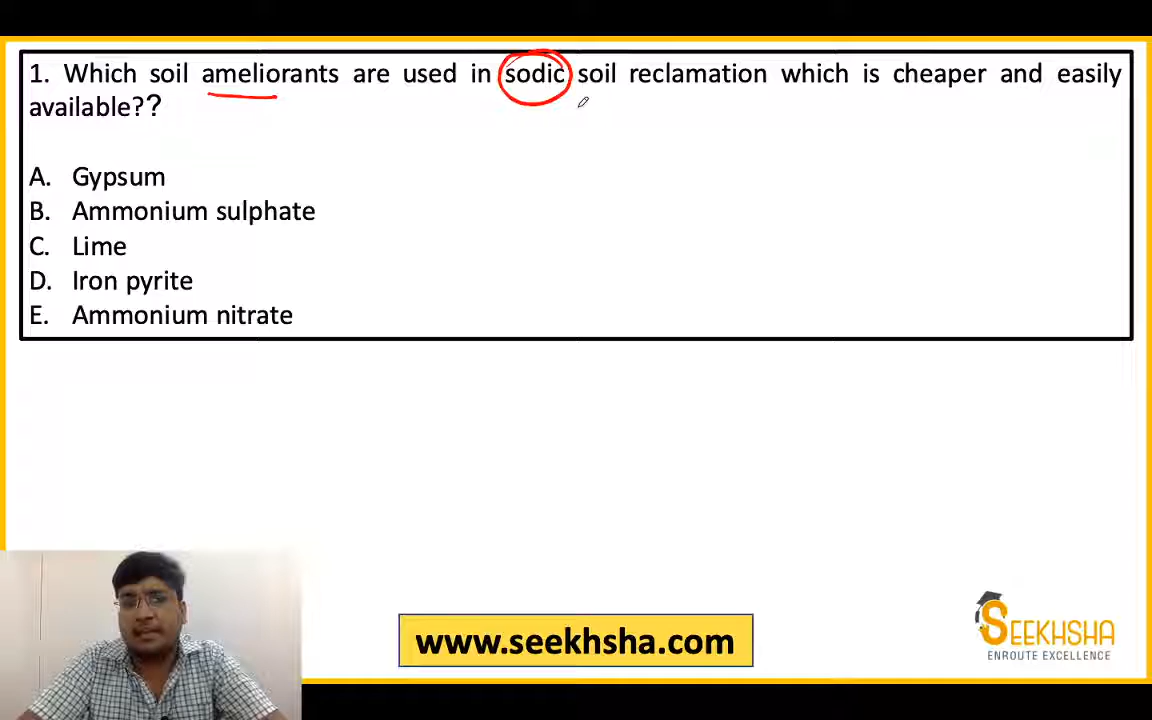 1. Which soil ameliorants are used in sodic soil reclamation which is cheaper and easily
available??
A. Gypsum
B. Ammonium sulphate
C. Lime
D. Iron pyrite
E. Ammonium nitrate
www.seekhsha.com
SEEKHSHA
ENROUTE EXCELLENCE